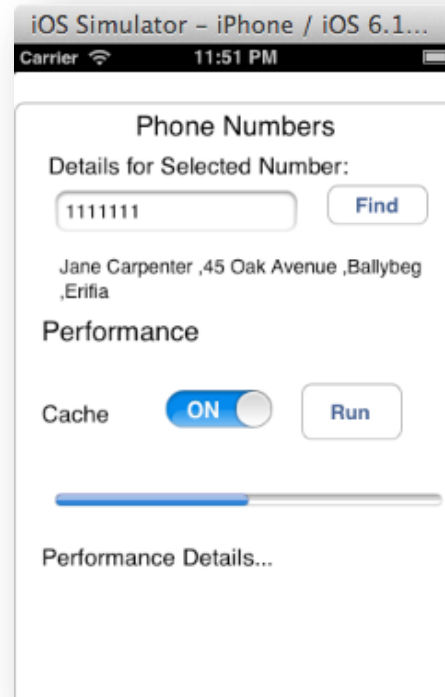 iOS Simulator – iPhone / iOS 6.1...
Carrier 11:51 PM
Phone Numbers
Details for Selected Number:
1111111 Find
Jane Carpenter ,45 Oak Avenue ,Ballybeg
,Erifia
Performance
Cache ON Run
Performance Details...